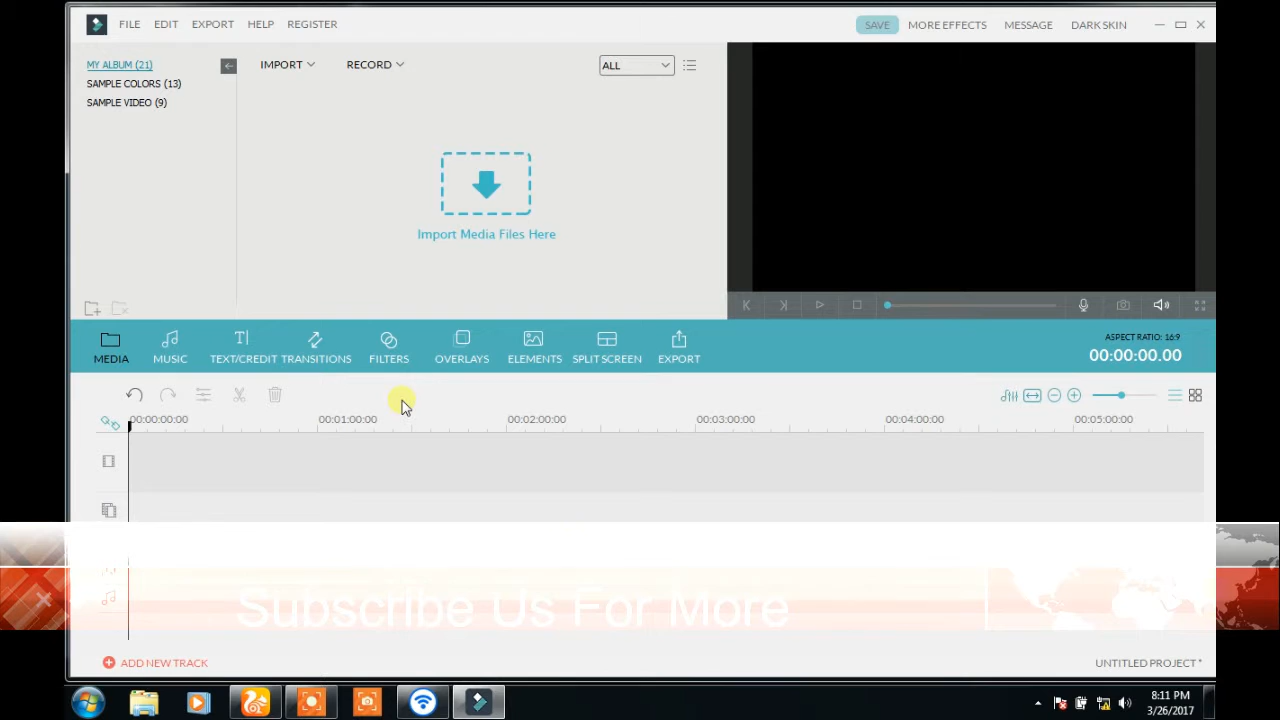 FILE EDIT EXPORT HELP REGISTER SAVE MORE EFFECTS MESSAGE DARK SKIN
MY ALBUM (21)
SAMPLE COLORS (13)
SAMPLE VIDEO (9)
IMPORT RECORD ALL
Import Media Files Here
MEDIA MUSIC TEXT/CREDIT TRANSITIONS FILTERS OVERLAYS ELEMENTS SPLIT SCREEN EXPORT
ASPECT RATIO: 16:9
00:00:00.00
00:00:00:00 00:01:00:00 00:02:00:00 00:03:00:00 00:04:00:00 00:05:00:00
Subscribe Us For More
ADD NEW TRACK UNTITLED PROJECT *
8:11 PM
3/26/2017